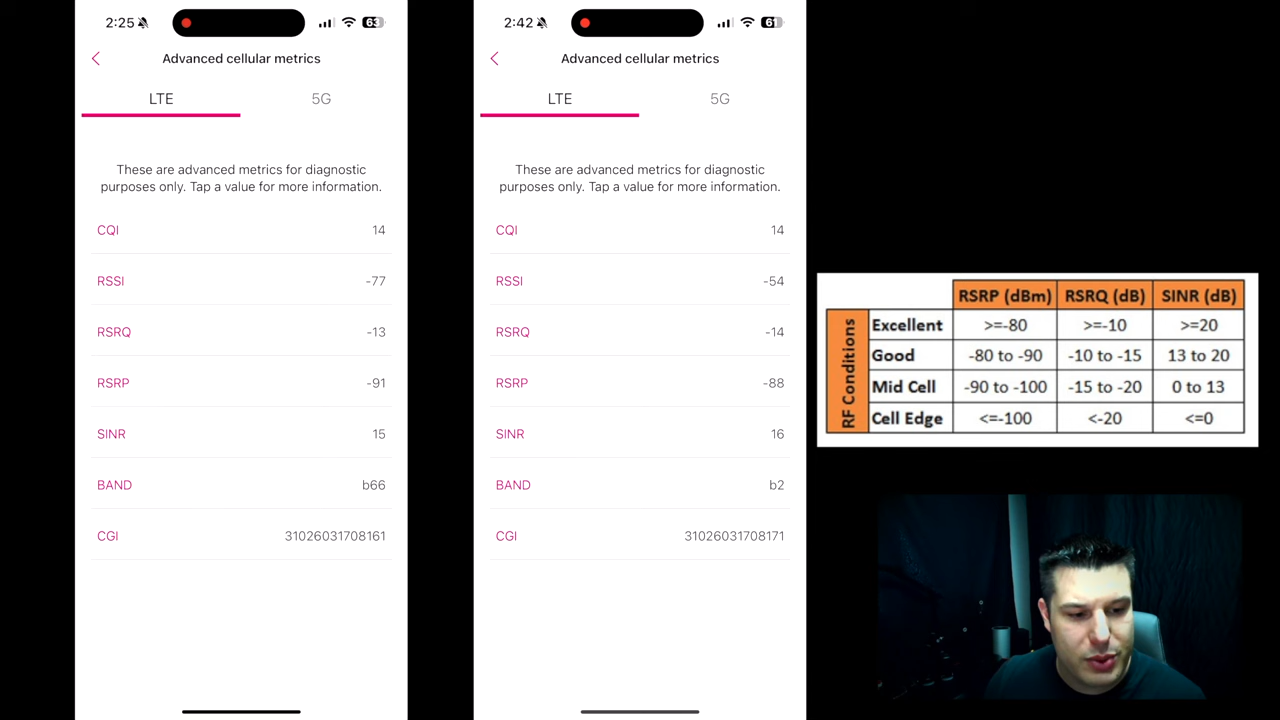 2:25
63
Advanced cellular metrics
LTE
5G
These are advanced metrics for diagnostic
purposes only. Tap a value for more information.
CQI 14
RSSI -77
RSRQ -13
RSRP -91
SINR 15
BAND b66
CGI 31026031708161
2:42
61
Advanced cellular metrics
LTE
5G
These are advanced metrics for diagnostic
purposes only. Tap a value for more information.
CQI 14
RSSI -54
RSRQ -14
RSRP -88
SINR 16
BAND b2
CGI 31026031708171
RSRP (dBm) RSRQ (dB) SINR (dB)
RF Conditions
Excellent >=-80 >=-10 >=20
Good -80 to -90 -10 to -15 13 to 20
Mid Cell -90 to -100 -15 to -20 0 to 13
Cell Edge <=-100 <-20 <=0